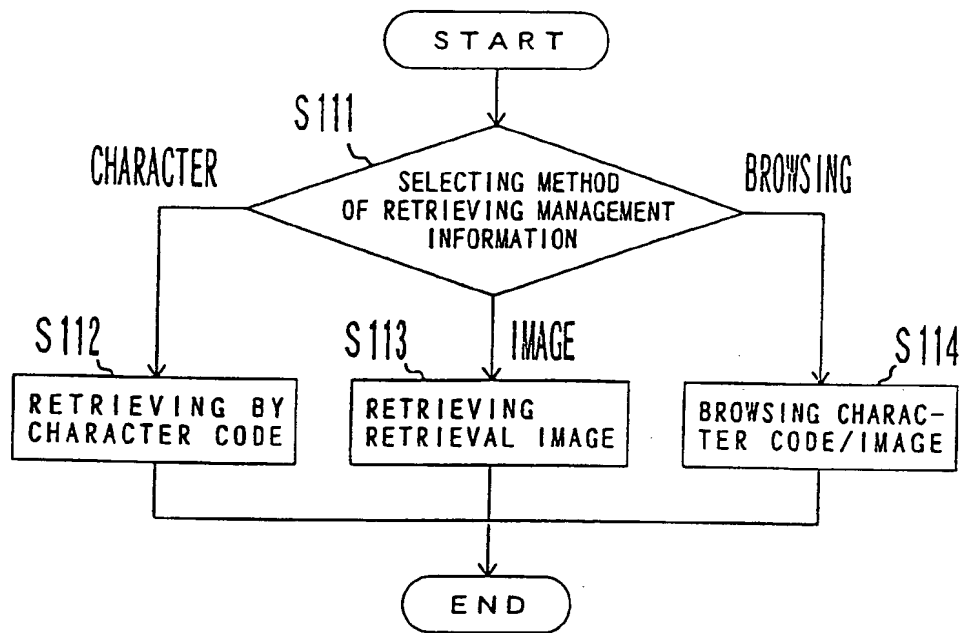 START
S111
CHARACTER
BROWSING
SELECTING METHOD
OF RETRIEVING MANAGEMENT
INFORMATION
S112
S113
IMAGE
S114
RETRIEVING BY
CHARACTER CODE
RETRIEVING
RETRIEVAL IMAGE
BROWSING CHARAC-
TER CODE/IMAGE
END